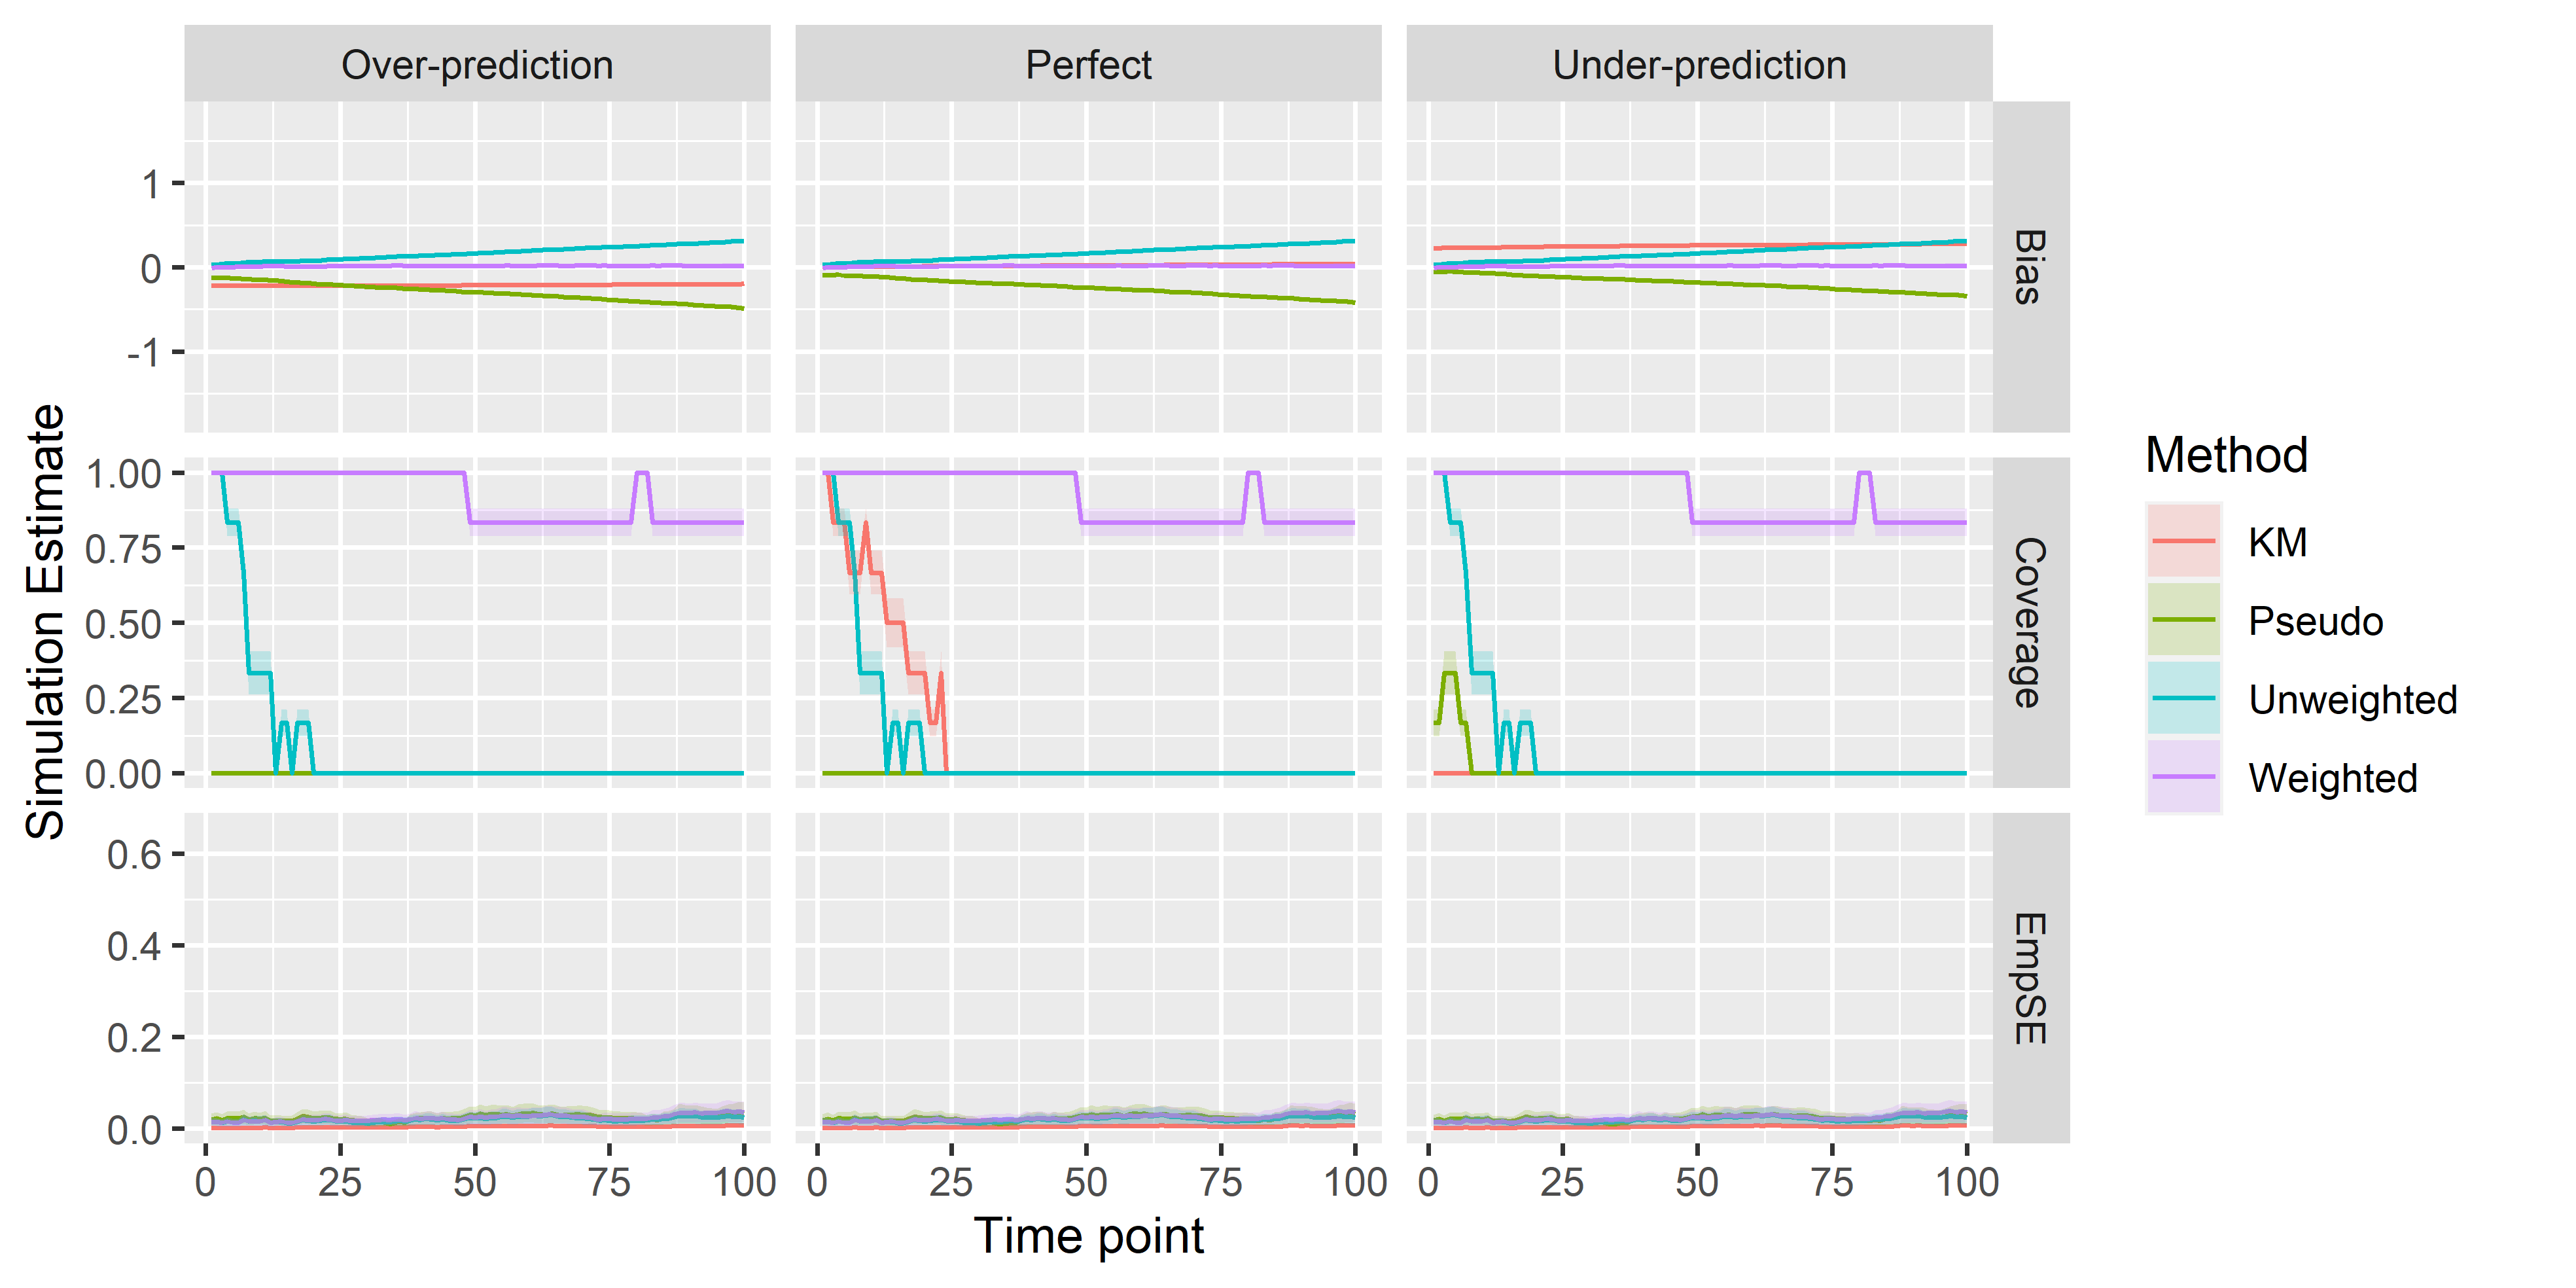 Over-prediction
Perfect
Under-prediction
1
0
-1
Bias
1.00
0.75
0.50
0.25
0.00
Coverage
0.6
0.4
0.2
0.0
EmpSE
0 25 50 75 100
0 25 50 75 100
0 25 50 75 100
Time point
Simulation Estimate
Method
KM
Pseudo
Unweighted
Weighted